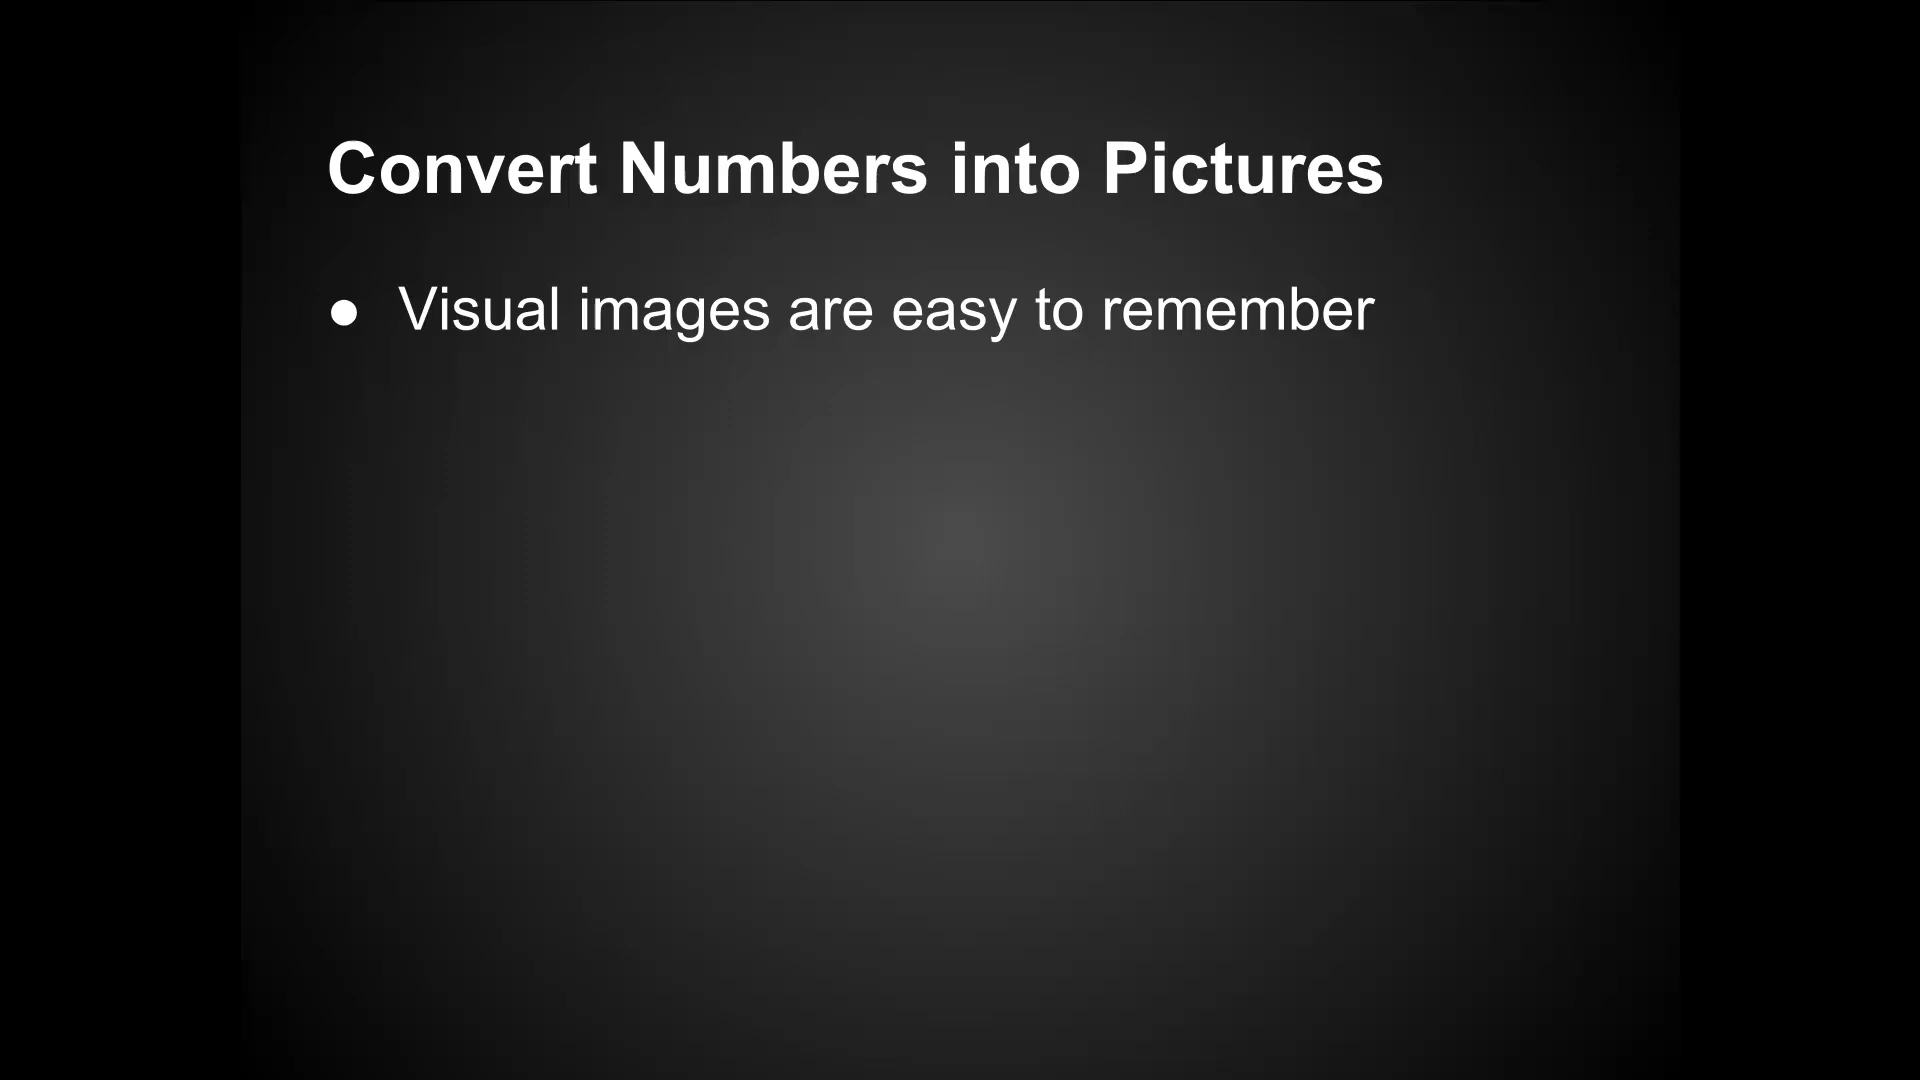 Convert Numbers into Pictures
● Visual images are easy to remember